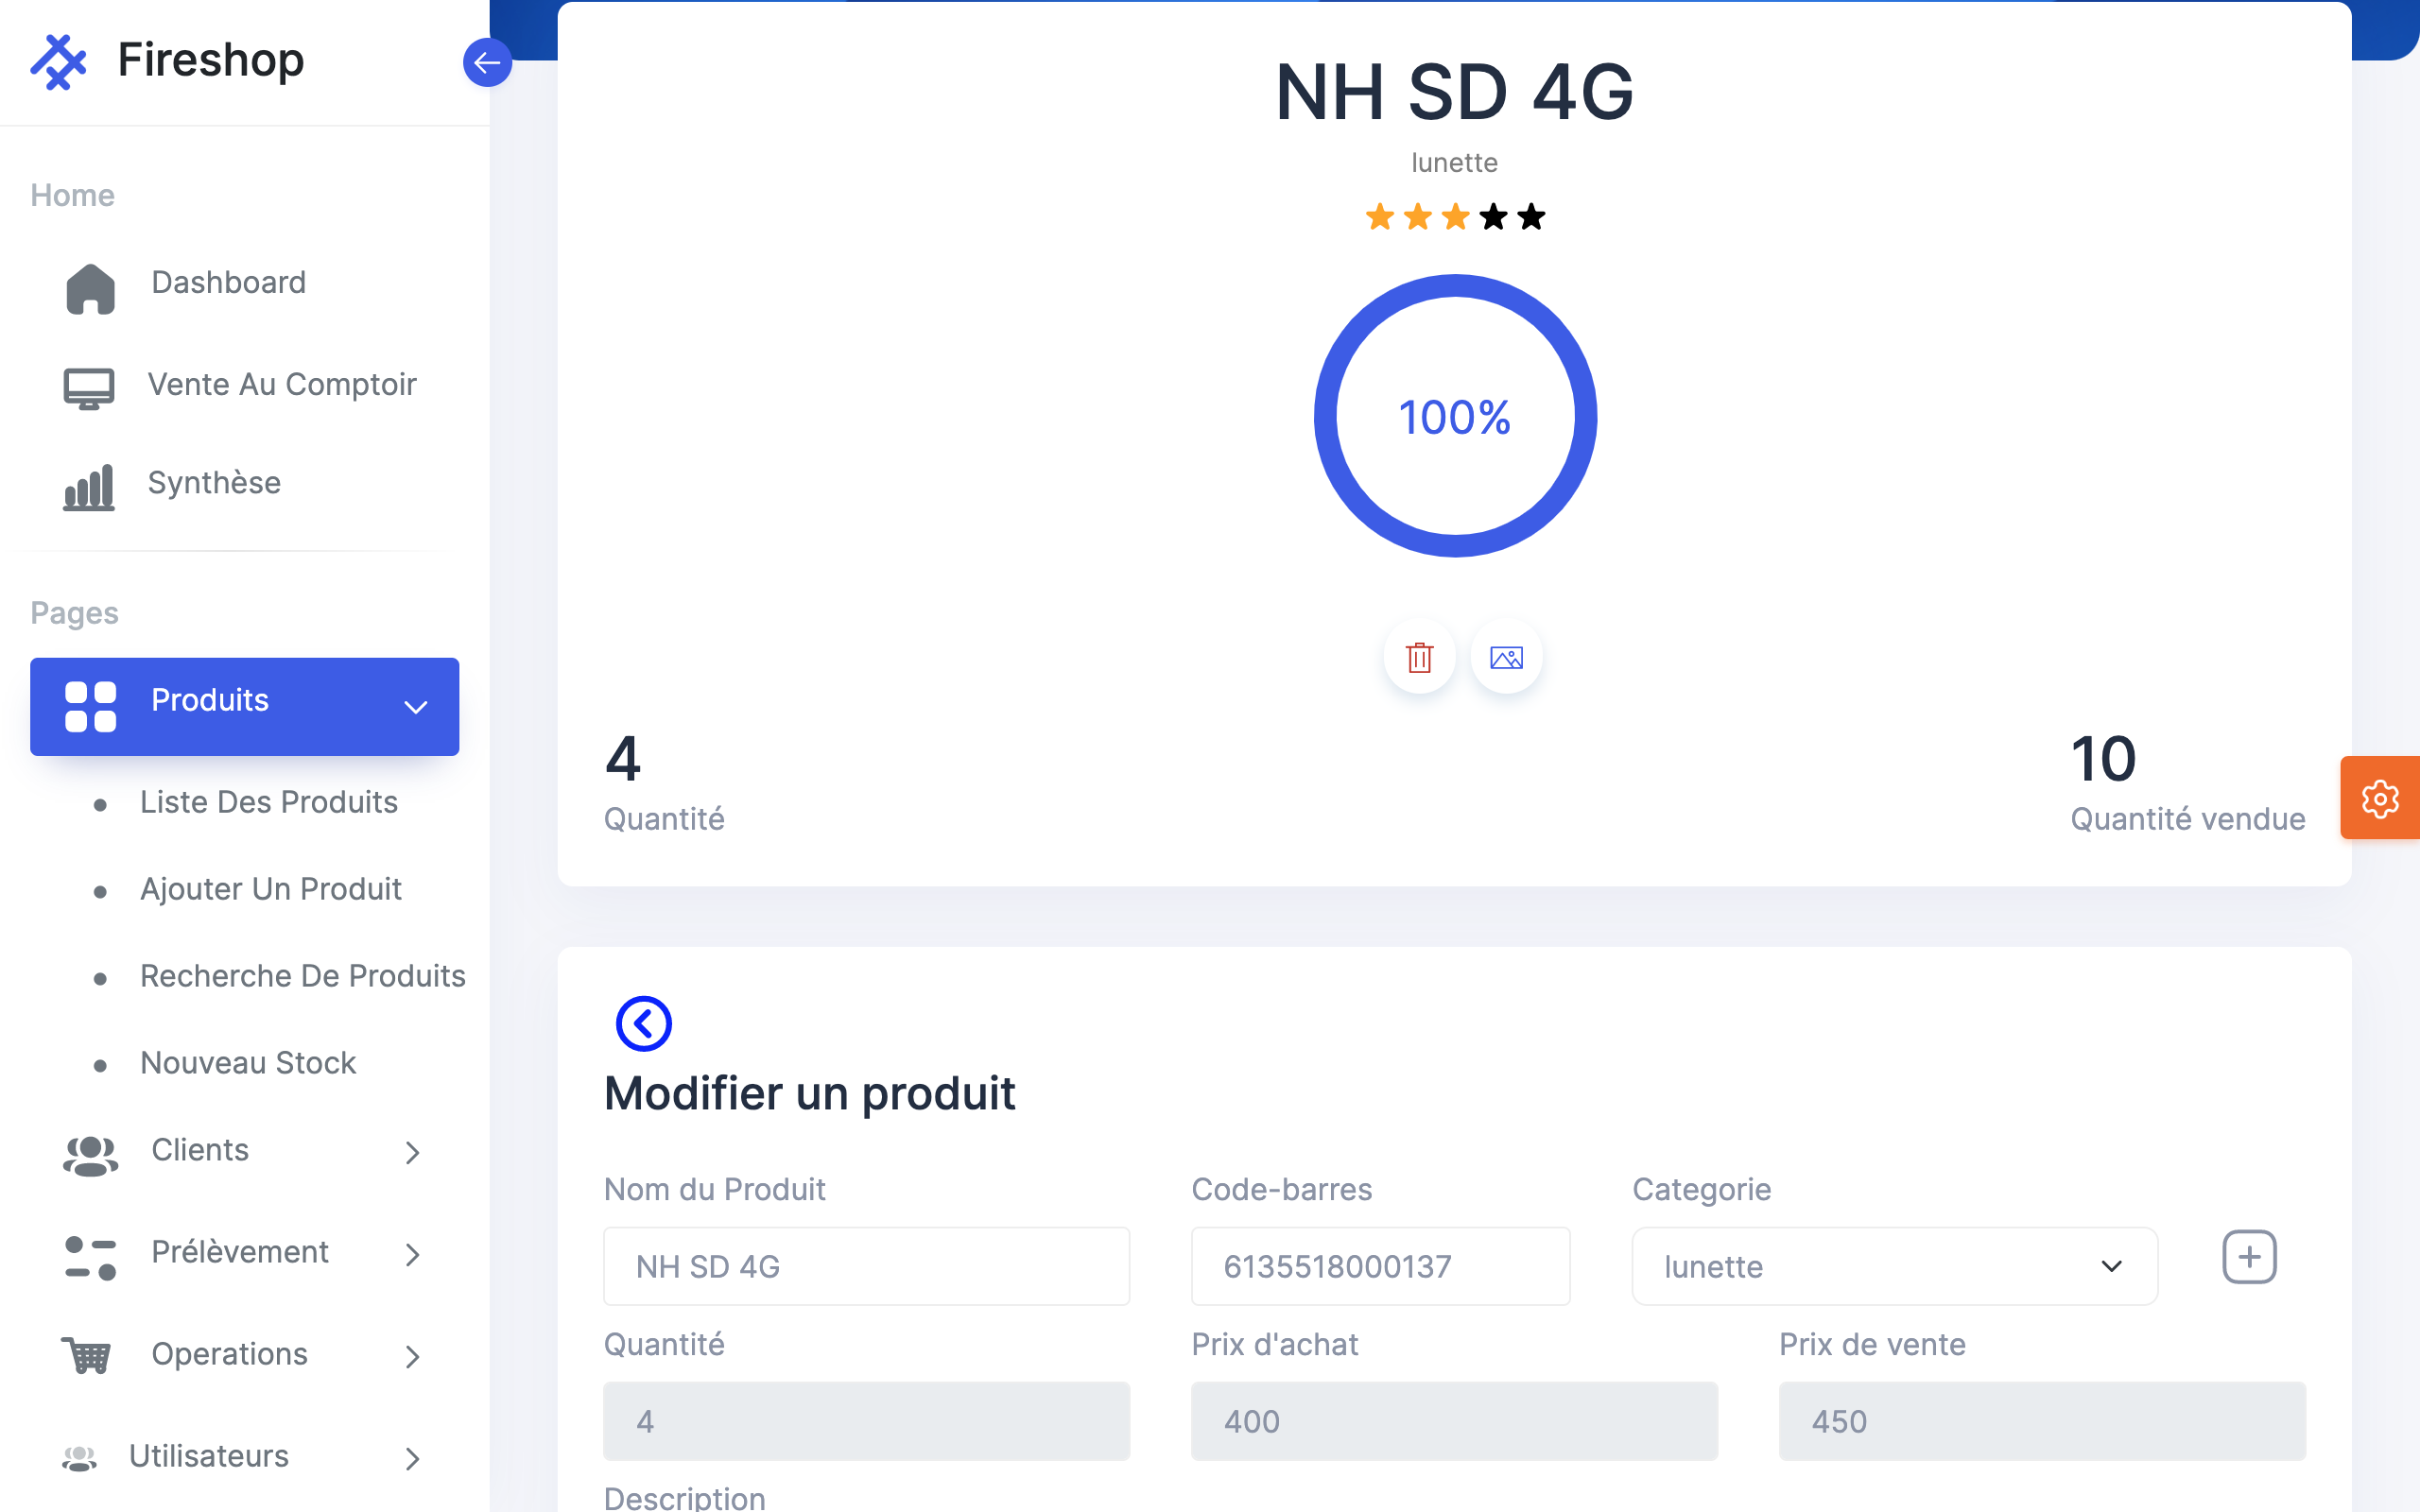 Fireshop
Home
Dashboard
Vente Au Comptoir
Synthèse
Pages
Produits
Liste Des Produits
Ajouter Un Produit
Recherche De Produits
Nouveau Stock
Clients
Prélèvement
Operations
Utilisateurs
NH SD 4G
lunette
100%
4
Quantité
10
Quantité vendue
Modifier un produit
Nom du Produit
NH SD 4G
Code-barres
6135518000137
Categorie
lunette
Quantité
4
Prix d'achat
400
Prix de vente
450
Description